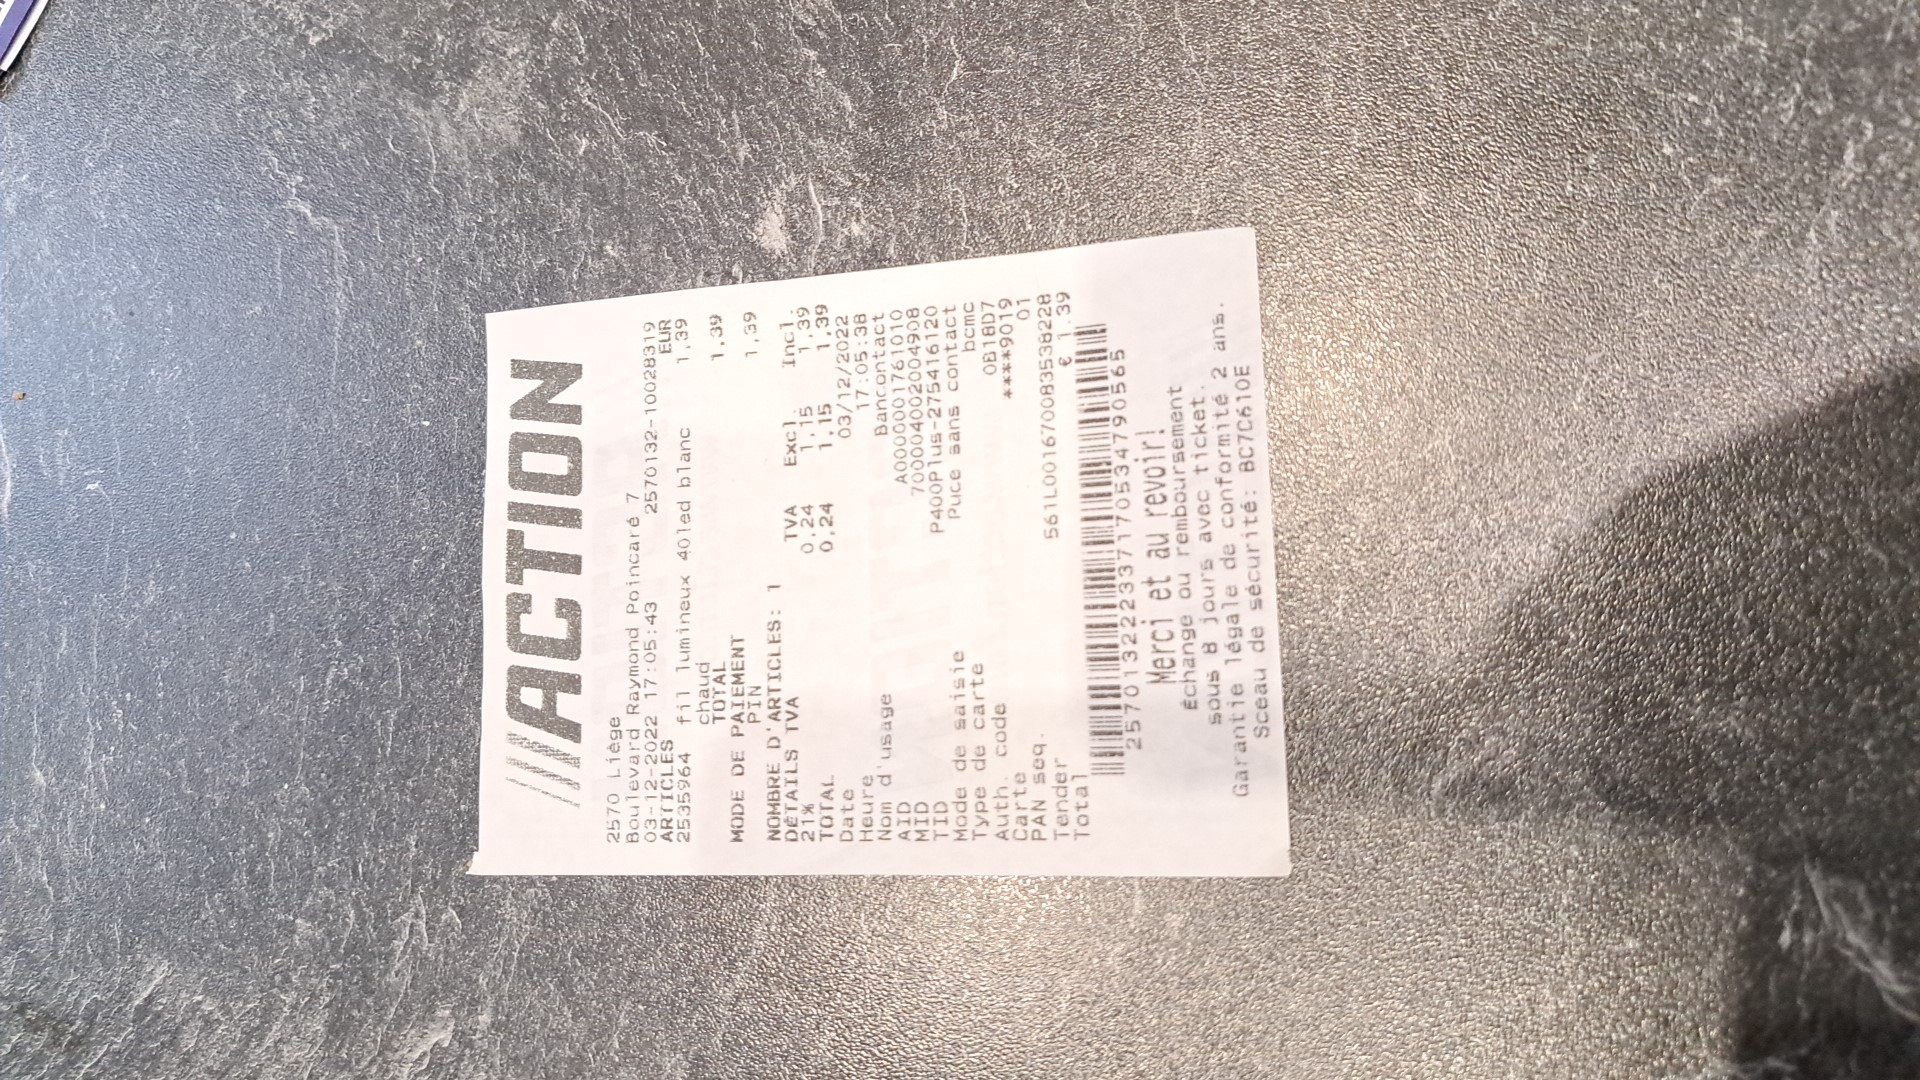 ACTION
2570 Liège
Boulevard Raymond Poincaré 7
03-12-2022 17:05:43 2570132-10028319
ARTICLES EUR
2535964 fil lumineux 40led blanc 1,39
chaud
TOTAL 1,39
MODE DE PAIEMENT
PIN 1,39
NOMBRE D'ARTICLES: 1
DÉTAILS TVA TVA Excl. Incl.
21% 0,24 1,15 1,39
TOTAL 0,24 1,15 1,39
Date 03/12/2022
Heure 17:05:38
Nom d'usage Bancontact
AID A0000001761010
MID 70004002004908
TID P400Plus-27541612O
Mode de saisie Puce sans contact
Type de carte bcmc
Auth. code 0B18D7
Carte ****9019
PAN seq. 01
Tender 561L001670083538228
Total € 1.39
257013222337170534790565
Merci et au revoir!
Échange ou remboursement
sous 8 jours avec ticket.
Garantie légale de conformité 2 ans.
Sceau de sécurité: BC7C610E